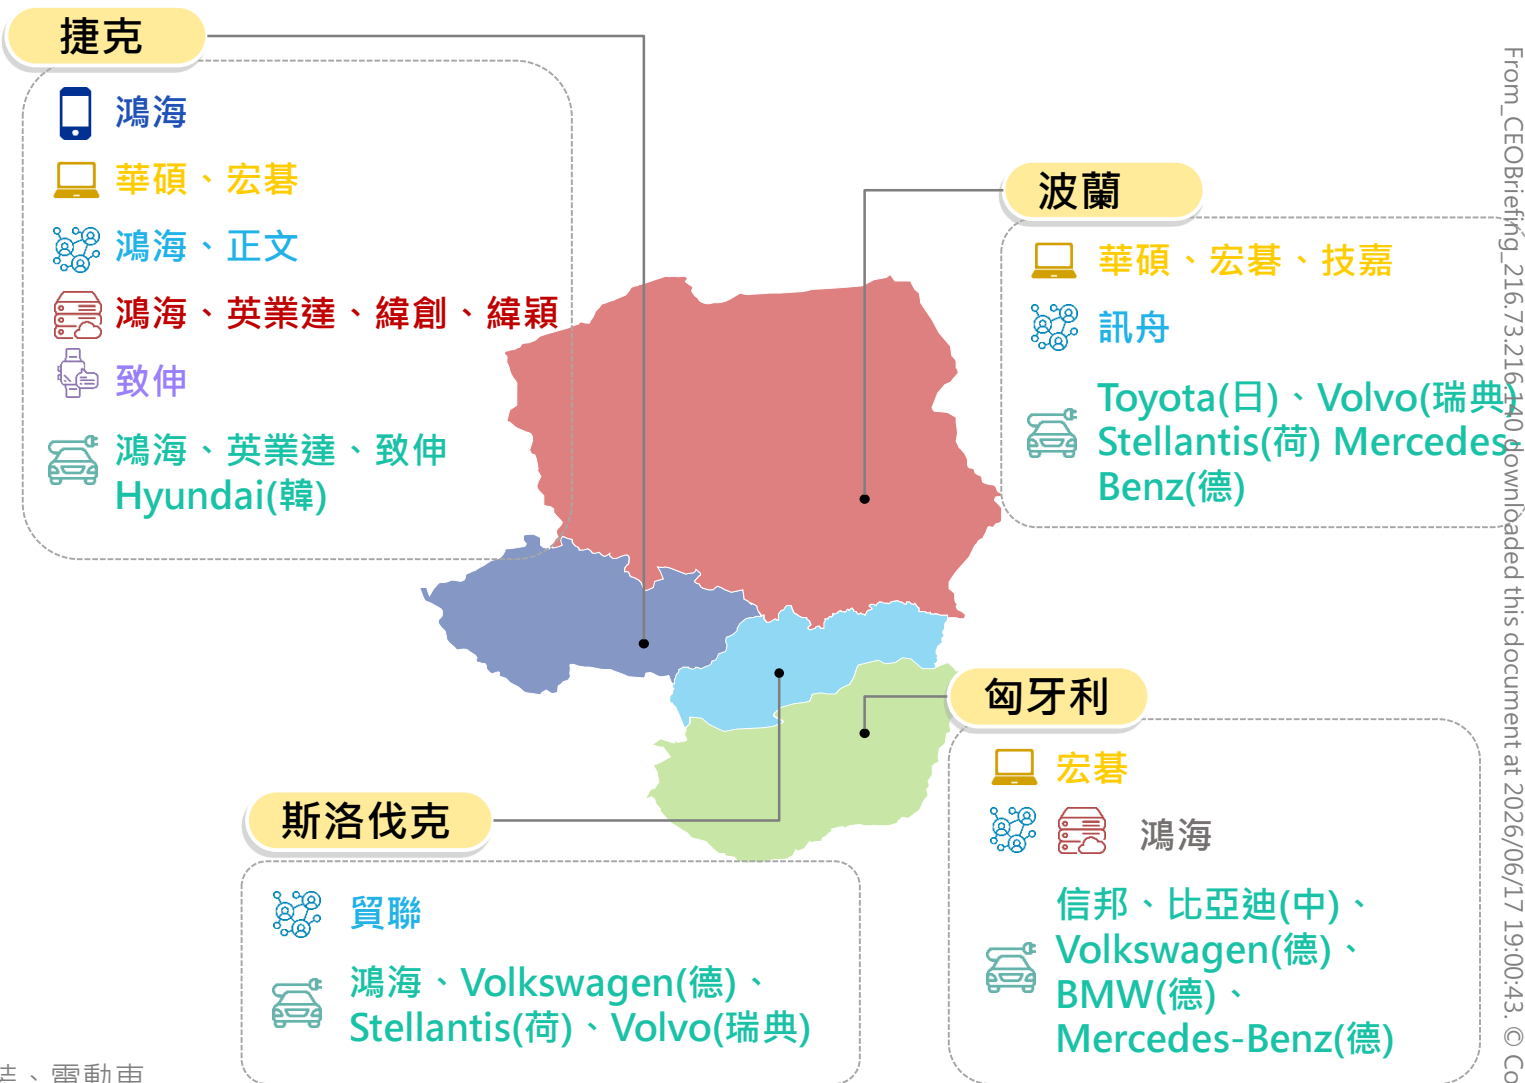 捷克
鴻海
華碩、宏碁
鴻海、正文
鴻海、英業達、緯創、緯穎
致伸
鴻海、英業達、致伸
Hyundai(韓)
波蘭
華碩、宏碁、技嘉
訊舟
Toyota(日)、Volvo(瑞典)
Stellantis(荷) Mercedes
Benz(德)
匈牙利
宏碁
鴻海
信邦、比亞迪(中)、
Volkswagen(德)、
BMW(德)、
Mercedes-Benz(德)
斯洛伐克
貿聯
鴻海、Volkswagen(德)、
Stellantis(荷)、Volvo(瑞典)
、電動車
From_CEOBriefing_216.73.216.140 downloaded this document at 2026/06/17 19:00:43. © Co